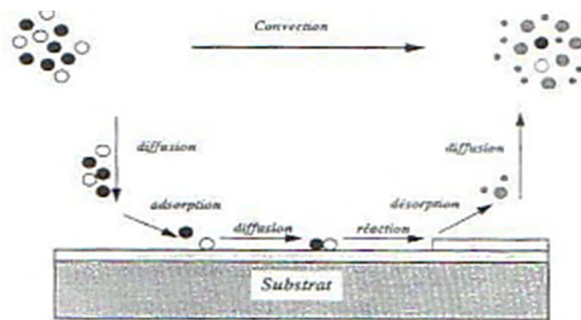 Convection
diffusion
diffusion
adsorption
désorption
diffusion
réaction
Substrat